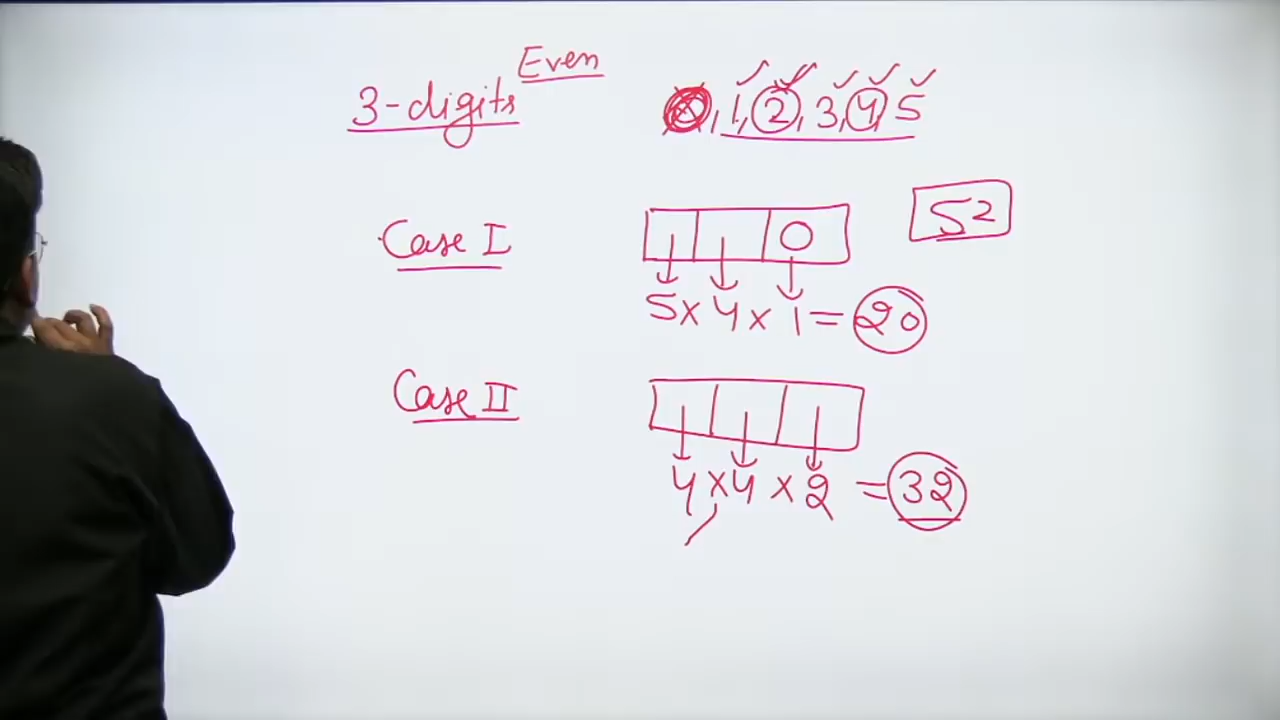 Even
3-digits
, 1, 2, 3, 4, 5
Case I
0
52
5 x 4 x 1 = 20
Case II
4 x 4 x 2 = 32